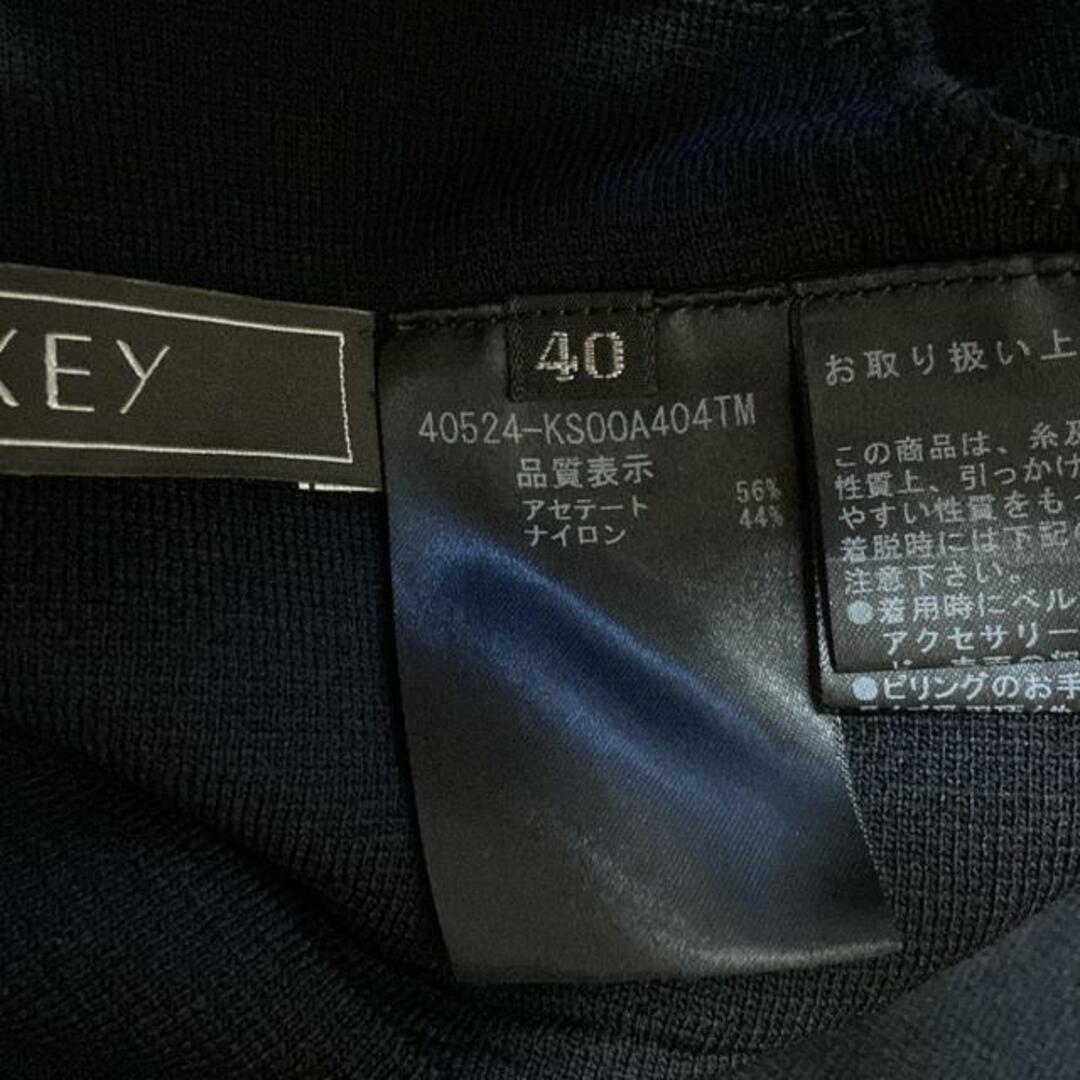 KEY
40
40524-KS00A404TM
品質表示
アセテート 56%
ナイロン 44%
お取り扱い上
この商品は、糸及
性質上、引っかけ
やすい性質をも
着脱時には下記の
注意下さい。
●着用時にベル
アクセサリー
●ピリングのお手